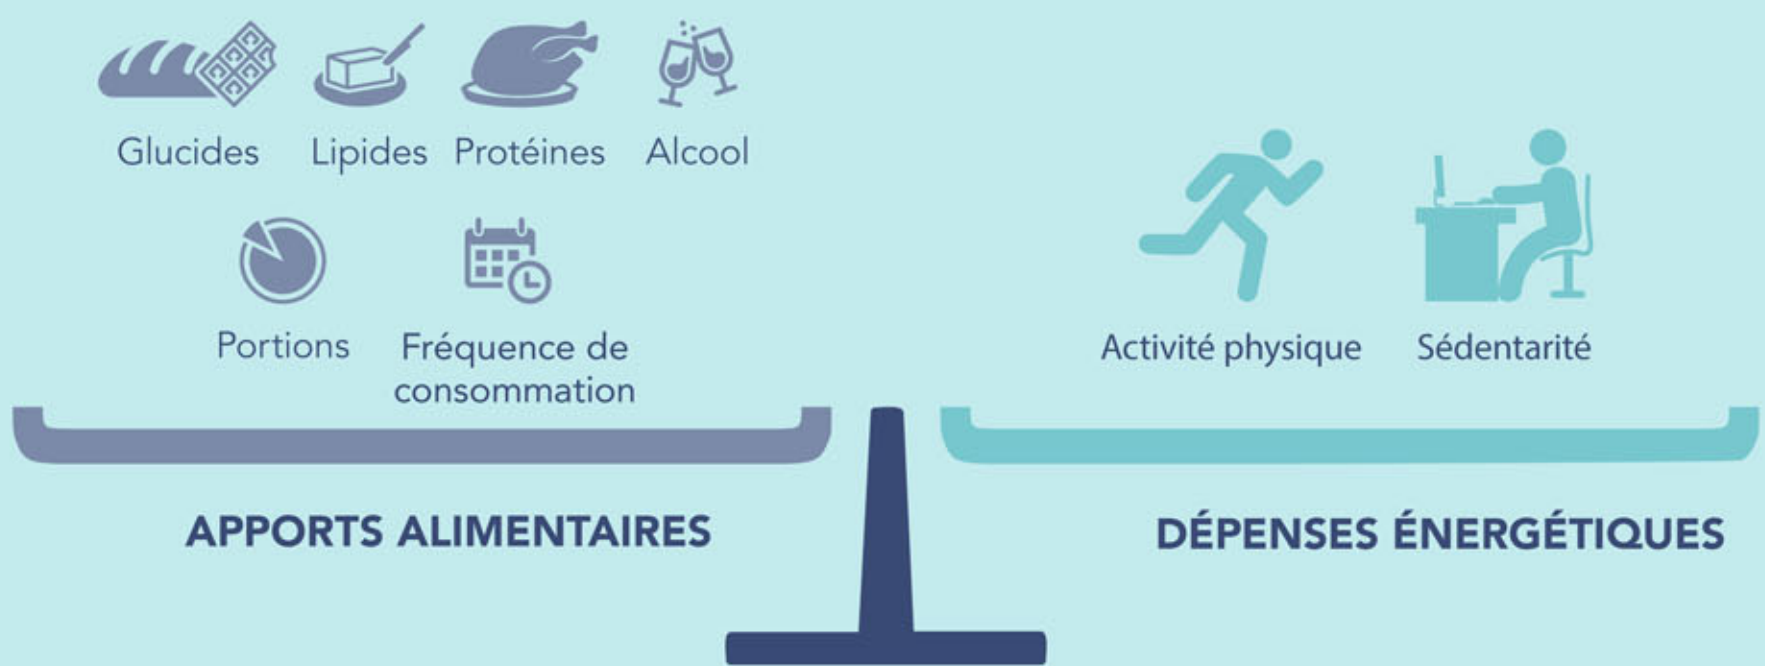 Glucides Lipides Protéines Alcool
Portions Fréquence de
consommation
Activité physique Sédentarité
APPORTS ALIMENTAIRES
DÉPENSES ÉNERGÉTIQUES